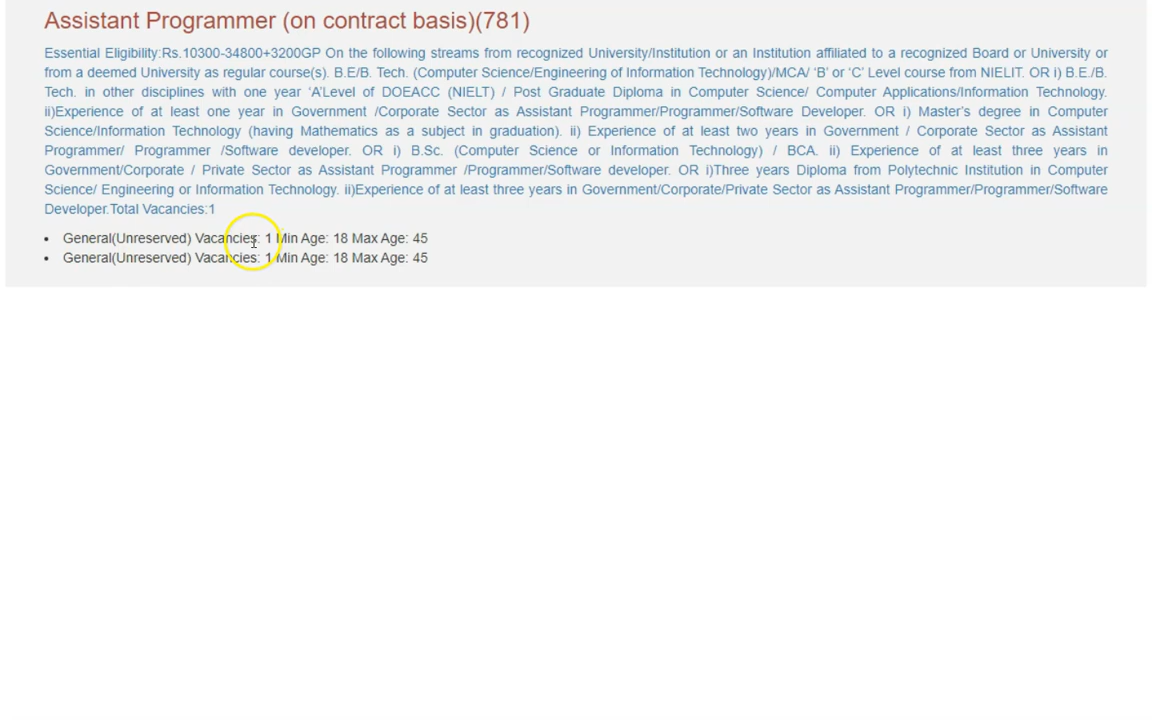 Assistant Programmer (on contract basis)(781)
Essential Eligibility:Rs.10300-34800+3200GP On the following streams from recognized University/Institution or an Institution affiliated to a recognized Board or University or
from a deemed University as regular course(s). B.E/B. Tech. (Computer Science/Engineering of Information Technology)/MCA/ ‘B’ or ‘C’ Level course from NIELIT. OR i) B.E./B.
Tech. in other disciplines with one year ‘A’Level of DOEACC (NIELT) / Post Graduate Diploma in Computer Science/ Computer Applications/Information Technology.
ii)Experience of at least one year in Government /Corporate Sector as Assistant Programmer/Programmer/Software Developer. OR i) Master’s degree in Computer
Science/Information Technology (having Mathematics as a subject in graduation). ii) Experience of at least two years in Government / Corporate Sector as Assistant
Programmer/ Programmer /Software developer. OR i) B.Sc. (Computer Science or Information Technology) / BCA. ii) Experience of at least three years in
Government/Corporate / Private Sector as Assistant Programmer /Programmer/Software developer. OR i)Three years Diploma from Polytechnic Institution in Computer
Science/ Engineering or Information Technology. ii)Experience of at least three years in Government/Corporate/Private Sector as Assistant Programmer/Programmer/Software
Developer.Total Vacancies:1
• General(Unreserved) Vacancies: 1 Min Age: 18 Max Age: 45
• General(Unreserved) Vacancies: 1 Min Age: 18 Max Age: 45